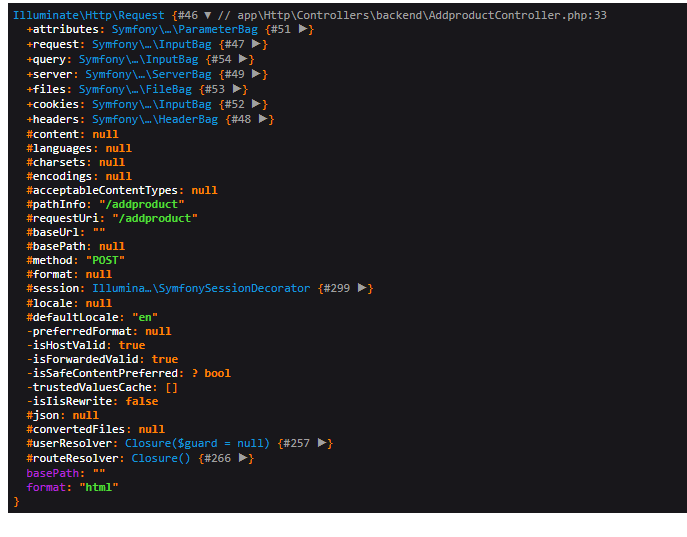 Illuminate\Http\Request {#46 ▼ // app\Http\Controllers\backend\AddproductController.php:33
+attributes: Symfony\…\ParameterBag {#51 ▶}
+request: Symfony\…\InputBag {#47 ▶}
+query: Symfony\…\InputBag {#54 ▶}
+server: Symfony\…\ServerBag {#49 ▶}
+files: Symfony\…\FileBag {#53 ▶}
+cookies: Symfony\…\InputBag {#52 ▶}
+headers: Symfony\…\HeaderBag {#48 ▶}
#content: null
#languages: null
#charsets: null
#encodings: null
#acceptableContentTypes: null
#pathInfo: "/addproduct"
#requestUri: "/addproduct"
#baseUrl: ""
#basePath: null
#method: "POST"
#format: null
#session: Illumina…\SymfonySessionDecorator {#299 ▶}
#locale: null
#defaultLocale: "en"
-preferredFormat: null
-isHostValid: true
-isForwardedValid: true
-isSafeContentPreferred: ? bool
-trustedValuesCache: []
-isIisRewrite: false
#json: null
#convertedFiles: null
#userResolver: Closure($guard = null) {#257 ▶}
#routeResolver: Closure() {#266 ▶}
basePath: ""
format: "html"
}